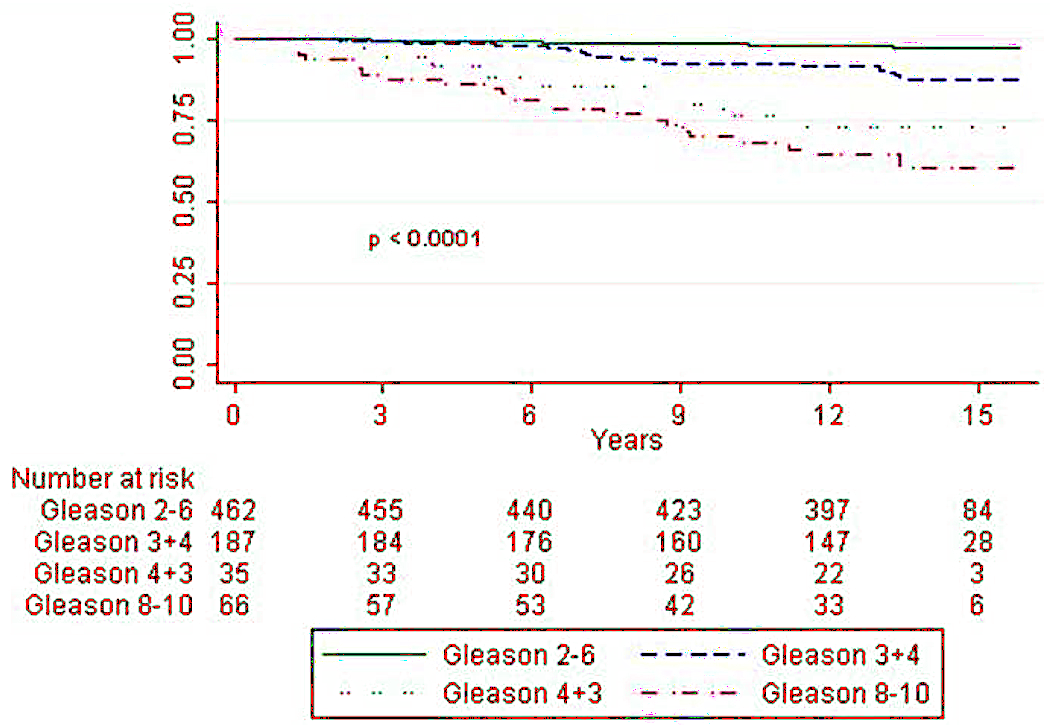 1.00
0.75
0.50
0.25
0.00
p < 0.0001
0 3 6 9 12 15
Years
Number at risk
Gleason 2-6 462 455 440 423 397 84
Gleason 3+4 187 184 176 160 147 28
Gleason 4+3 35 33 30 26 22 3
Gleason 8-10 66 57 53 42 33 6
Gleason 2-6 Gleason 3+4
Gleason 4+3 Gleason 8-10